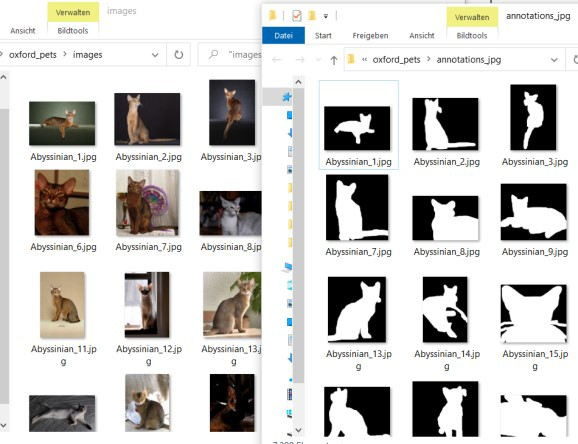 Verwalten
images
Ansicht
Bildtools
oxford_pets
images
"images
Abyssinian_1.jpg
Abyssinian_2.jpg
Abyssinian_3.jpg
Abyssinian_6.jpg
Abyssinian_7.jpg
Abyssinian_8.jpg
Abyssinian_11.jp
g
Abyssinian_12.jp
g
Abyssinian_13.j
g
Verwalten
annotations_jpg
Datei
Start
Freigeben
Ansicht
Bildtools
oxford_pets
annotations_jpg
Abyssinian_1.jpg
Abyssinian_2.jpg
Abyssinian_3.jpg
Abyssinian_7.jpg
Abyssinian_8.jpg
Abyssinian_9.jpg
Abyssinian_13.jp
g
Abyssinian_14.jp
g
Abyssinian_15.jp
g